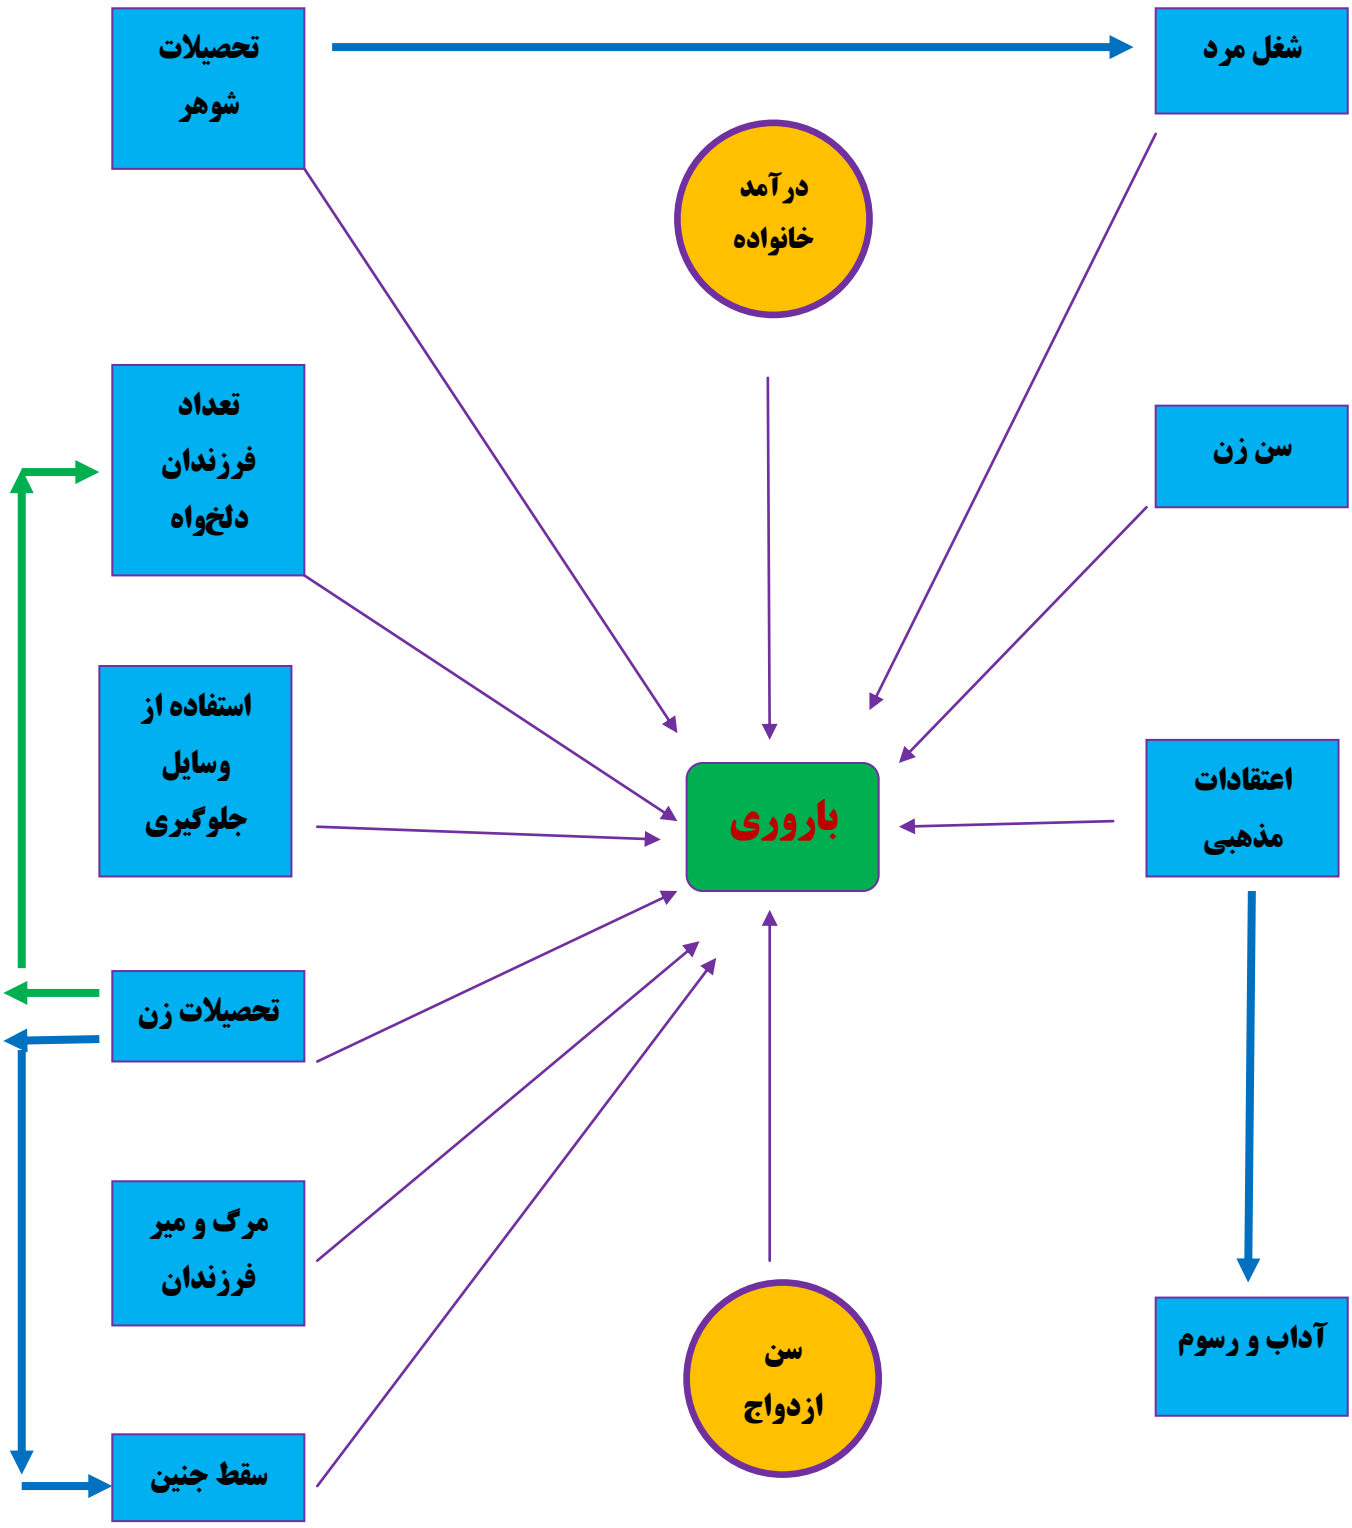 تحصیلات
شوهر
شغل مرد
درآمد
خانواده
تعداد
فرزندان
دلخواه
سن زن
استفاده از
وسایل
جلوگیری
باروری
اعتقادات
مذهبی
تحصیلات زن
مرگ و میر
فرزندان
آداب و رسوم
سن
ازدواج
سقط جنین